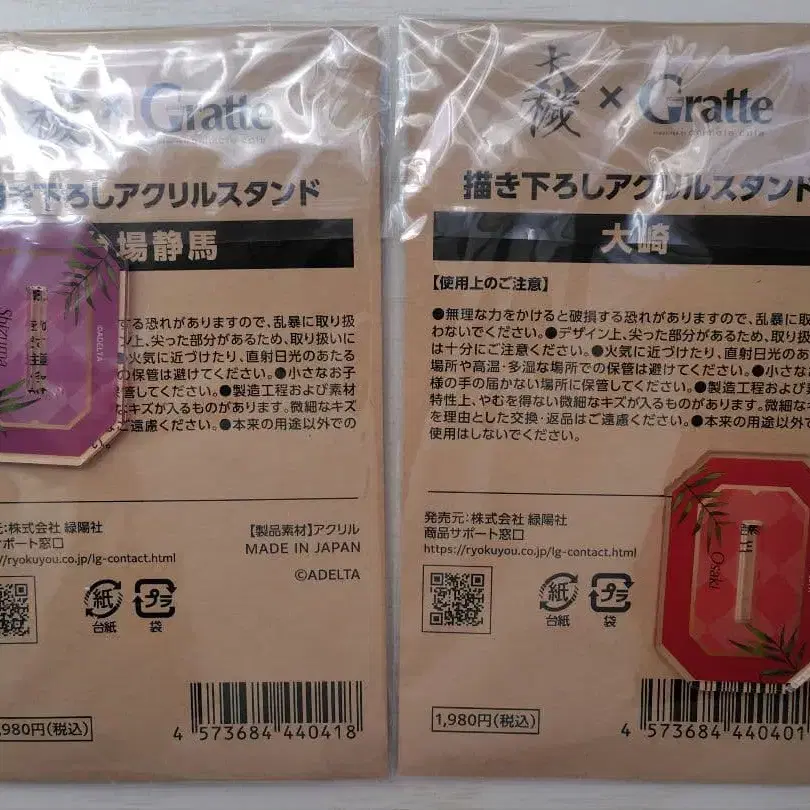 穢 × Gratte
き下ろしアクリルスタンド
場静馬
Shizuma
©ADELTA
する恐れがありますので、乱暴に取り扱
ン上、尖った部分があるため、取り扱いに
●火気に近づけたり、直射日光のあたる
の保管は避けてください。●小さなお子
管してください。●製造工程および素材
なキズが入るものがあります。微細なキズ
ご遠慮ください。●本来の用途以外での
元:株式会社 緑陽社
サポート窓口
//ryokuyou.co.jp/lg-contact.html
【製品素材】アクリル
MADE IN JAPAN
©ADELTA
紙
台紙
プラ
袋
,980円(税込)
4 573684 440418
大穢 × Gratte
描き下ろしアクリルスタンド
大崎
【使用上のご注意】
●無理な力をかけると破損する恐れがありますので、乱暴に取
わないでください。●デザイン上、尖った部分があるため、取り扱
は十分にご注意ください。●火気に近づけたり、直射日光のあ
場所や高温・多湿な場所での保管は避けてください。●小さなお
様の手の届かない場所に保管してください。●製造工程および
特性上、やむを得ない微細なキズが入るものがあります。微細な
を理由とした交換・返品はご遠慮ください。●本来の用途以外で
使用はしないでください。
発売元:株式会社 緑陽社
商品サポート窓口
https://ryokuyou.co.jp/lg-contact.html
Osaki
紙
台紙
プラ
袋
1,980円(税込)
4 573684 440401